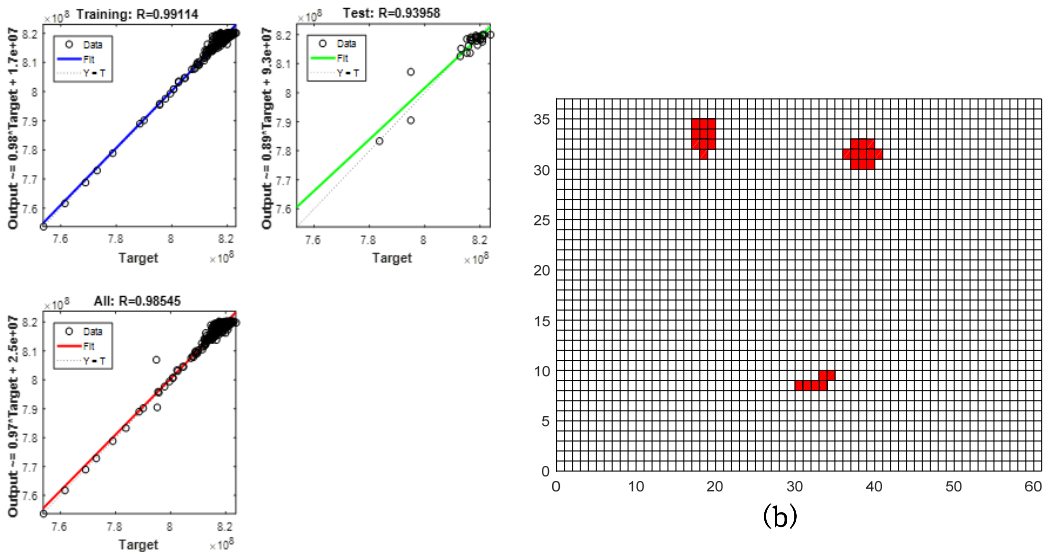 Training: R=0.99114
×10⁸
Output ~= 0.98*Target + 1.7e+07
8.2
8.1
8
7.9
7.8
7.7
7.6
Data
Fit
Y = T
7.6
7.8
8
8.2
Target
×10⁸
Test: R=0.93958
×10⁸
Output ~= 0.89*Target + 9.3e+07
8.2
8.1
8
7.9
7.8
7.7
7.6
Data
Fit
Y = T
7.6
7.8
8
8.2
Target
×10⁸
All: R=0.98545
×10⁸
Output ~= 0.97*Target + 2.5e+07
8.2
8.1
8
7.9
7.8
7.7
7.6
Data
Fit
Y = T
7.6
7.8
8
8.2
Target
×10⁸
35
30
25
20
15
10
5
0
0
10
20
30
40
50
60
(b)